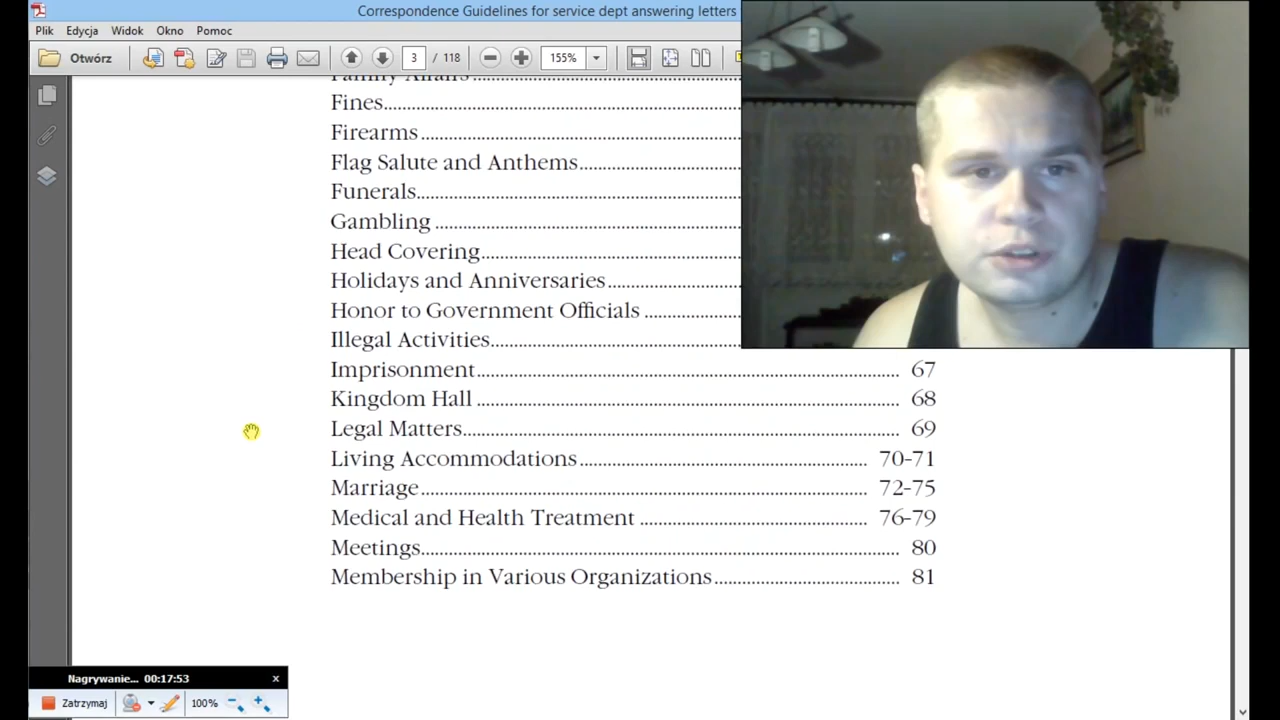 Correspondence Guidelines for service dept answering letters
Plik Edycja Widok Okno Pomoc
Otwórz 3 / 118 155%
Family Affairs
Fines
Firearms
Flag Salute and Anthems
Funerals
Gambling
Head Covering
Holidays and Anniversaries
Honor to Government Officials
Illegal Activities
Imprisonment 67
Kingdom Hall 68
Legal Matters 69
Living Accommodations 70-71
Marriage 72-75
Medical and Health Treatment 76-79
Meetings 80
Membership in Various Organizations 81
Nagrywanie... 00:17:53
Zatrzymaj 100%